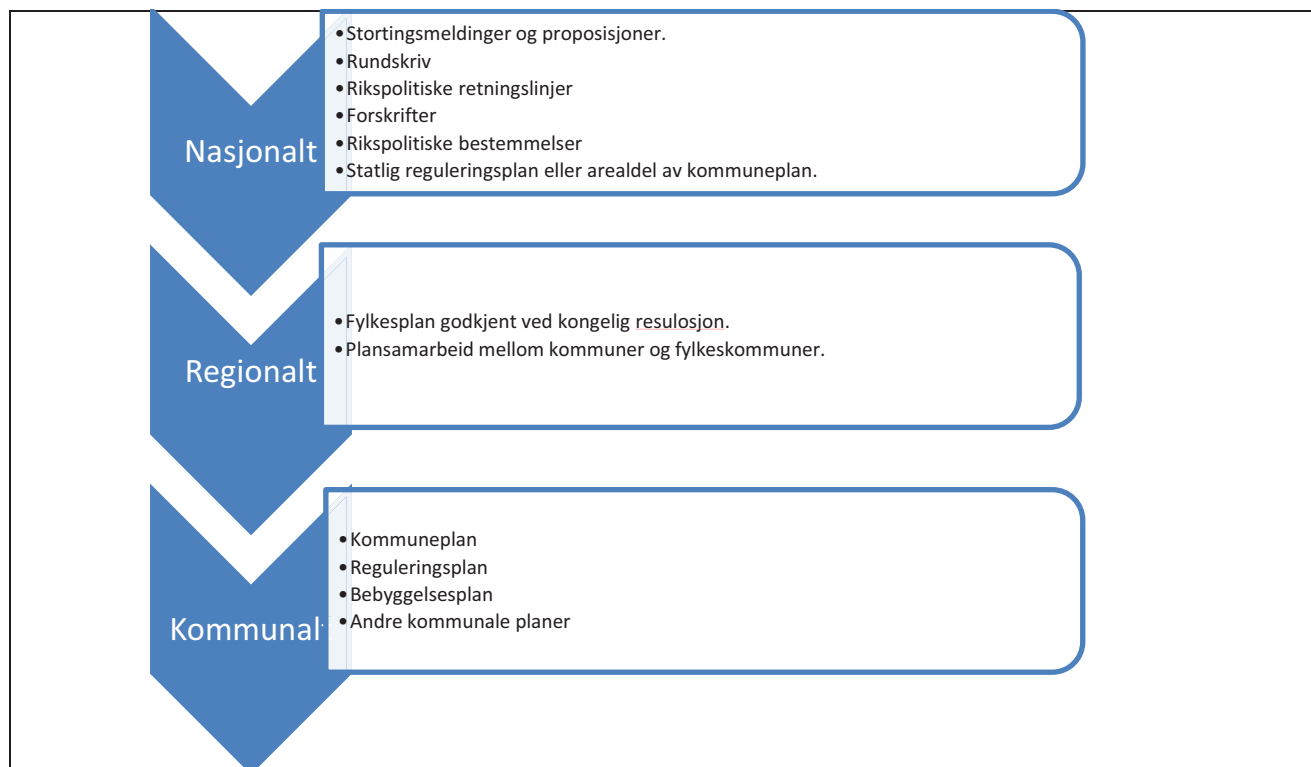 Nasjonalt
•Stortingsmeldinger og proposisjoner.
•Rundskriv
•Rikspolitiske retningslinjer
•Forskrifter
•Rikspolitiske bestemmelser
•Statlig reguleringsplan eller arealdel av kommuneplan.
Regionalt
•Fylkesplan godkjent ved kongelig resulosjon.
•Plansamarbeid mellom kommuner og fylkeskommuner.
Kommunalt
•Kommuneplan
•Reguleringsplan
•Bebyggelsesplan
•Andre kommunale planer